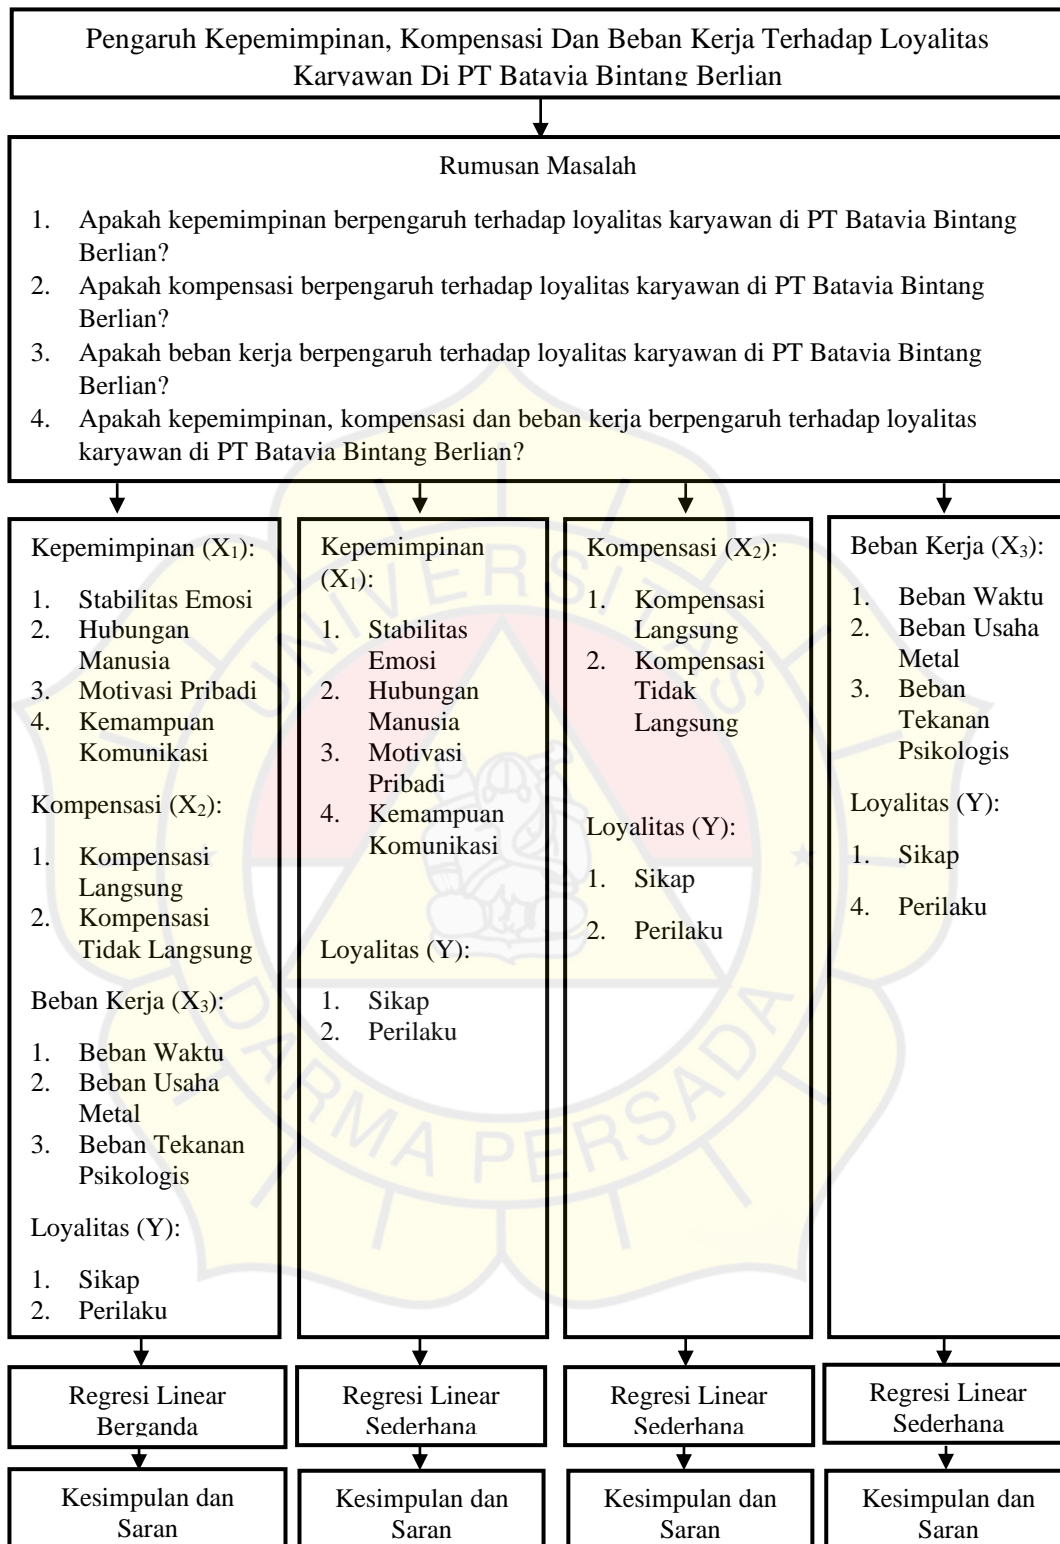 Pengaruh Kepemimpinan, Kompensasi Dan Beban Kerja Terhadap Loyalitas
Karyawan Di PT Batavia Bintang Berlian
Rumusan Masalah
1. Apakah kepemimpinan berpengaruh terhadap loyalitas karyawan di PT Batavia Bintang
Berlian?
2. Apakah kompensasi berpengaruh terhadap loyalitas karyawan di PT Batavia Bintang
Berlian?
3. Apakah beban kerja berpengaruh terhadap loyalitas karyawan di PT Batavia Bintang
Berlian?
4. Apakah kepemimpinan, kompensasi dan beban kerja berpengaruh terhadap loyalitas
karyawan di PT Batavia Bintang Berlian?
Kepemimpinan (X₁):
1. Stabilitas Emosi
2. Hubungan
Manusia
3. Motivasi Pribadi
4. Kemampuan
Komunikasi
Kompensasi (X₂):
1. Kompensasi
Langsung
2. Kompensasi
Tidak Langsung
Beban Kerja (X₃):
1. Beban Waktu
2. Beban Usaha
Metal
3. Beban Tekanan
Psikologis
Loyalitas (Y):
1. Sikap
2. Perilaku
Kepemimpinan
(X₁):
1. Stabilitas
Emosi
2. Hubungan
Manusia
3. Motivasi
Pribadi
4. Kemampuan
Komunikasi
Loyalitas (Y):
1. Sikap
2. Perilaku
Kompensasi (X₂):
1. Kompensasi
Langsung
2. Kompensasi
Tidak
Langsung
Loyalitas (Y):
1. Sikap
2. Perilaku
Beban Kerja (X₃):
1. Beban Waktu
2. Beban Usaha
Metal
3. Beban
Tekanan
Psikologis
Loyalitas (Y):
1. Sikap
4. Perilaku
Regresi Linear
Berganda
Regresi Linear
Sederhana
Regresi Linear
Sederhana
Regresi Linear
Sederhana
Kesimpulan dan
Saran
Kesimpulan dan
Saran
Kesimpulan dan
Saran
Kesimpulan dan
Saran
UNIVERSITAS
DARMA PERSADA